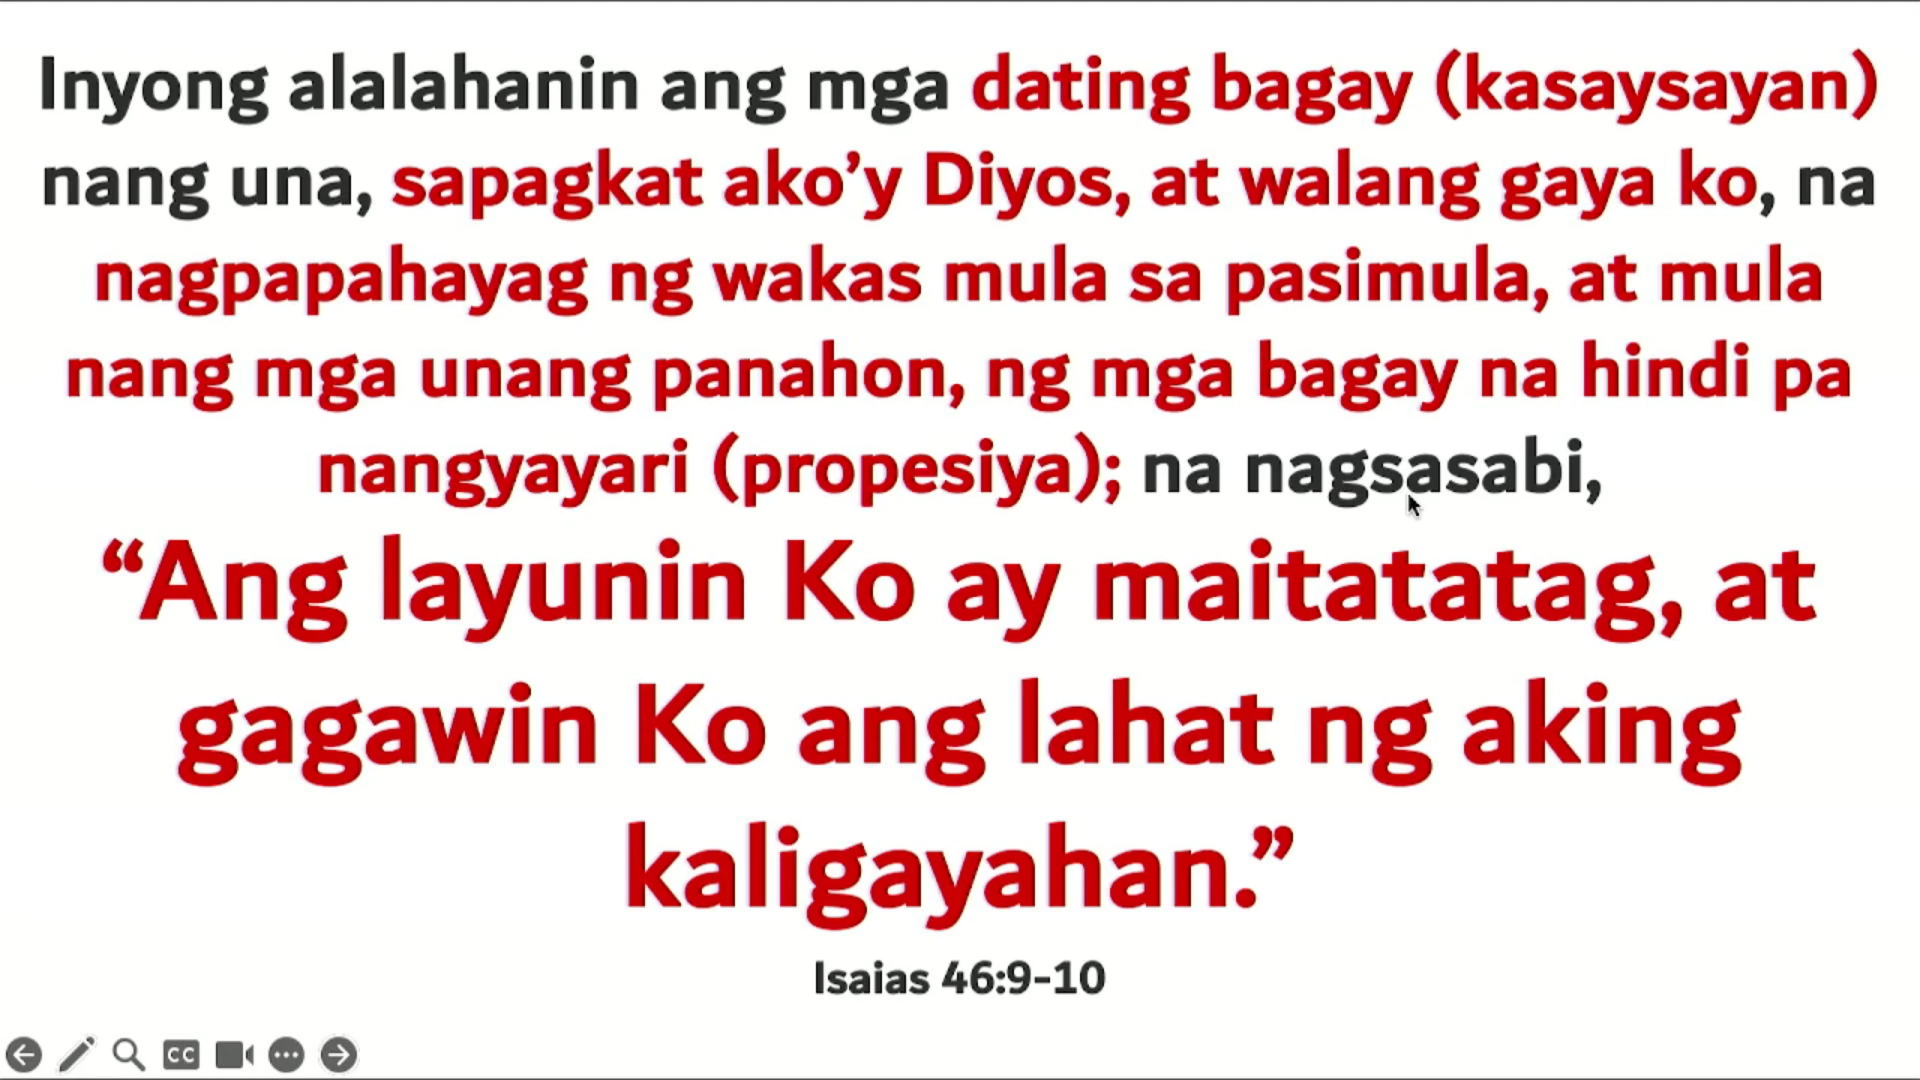 Inyong alalahanin ang mga dating bagay (kasaysayan)
nang una, sapagkat ako’y Diyos, at walang gaya ko, na
nagpapahayag ng wakas mula sa pasimula, at mula
nang mga unang panahon, ng mga bagay na hindi pa
nangyayari (propesiya); na nagsasabi,
“Ang layunin Ko ay maitatatag, at
gagawin Ko ang lahat ng aking
kaligayahan.”
Isaias 46:9-10
CC